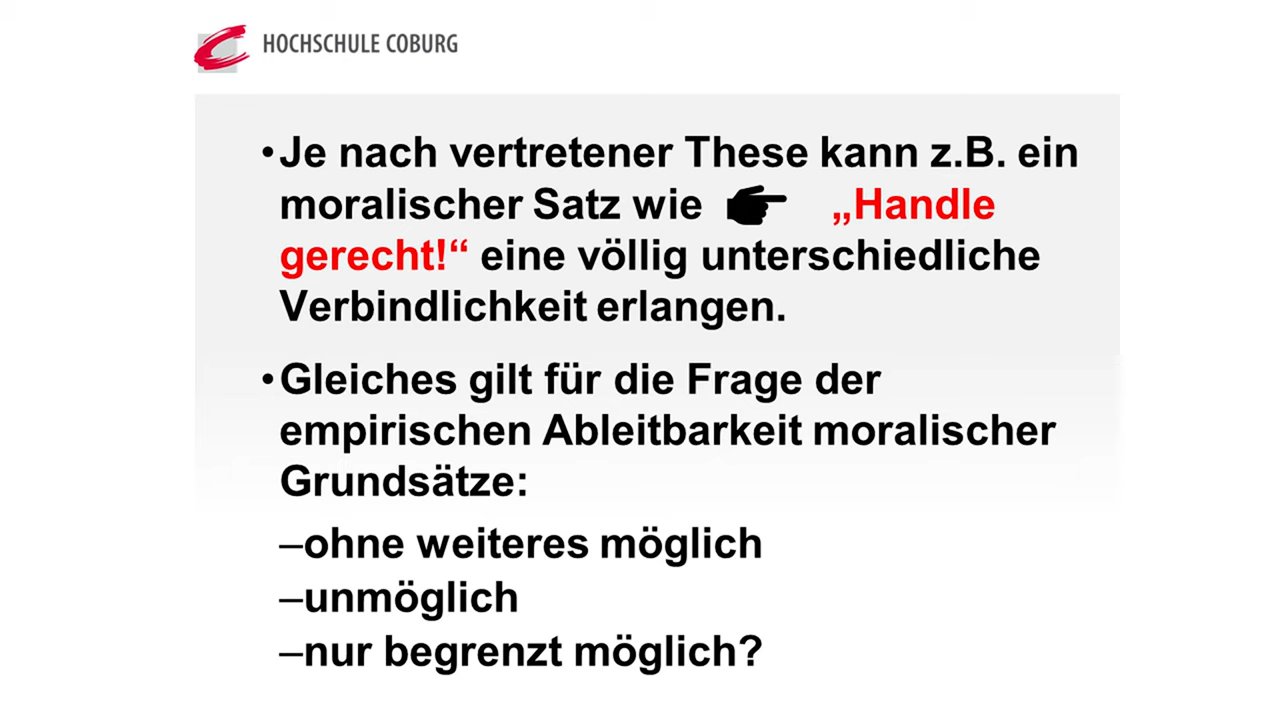 HOCHSCHULE COBURG
•Je nach vertretener These kann z.B. ein
moralischer Satz wie „Handle
gerecht!“ eine völlig unterschiedliche
Verbindlichkeit erlangen.
•Gleiches gilt für die Frage der
empirischen Ableitbarkeit moralischer
Grundsätze:
–ohne weiteres möglich
–unmöglich
–nur begrenzt möglich?